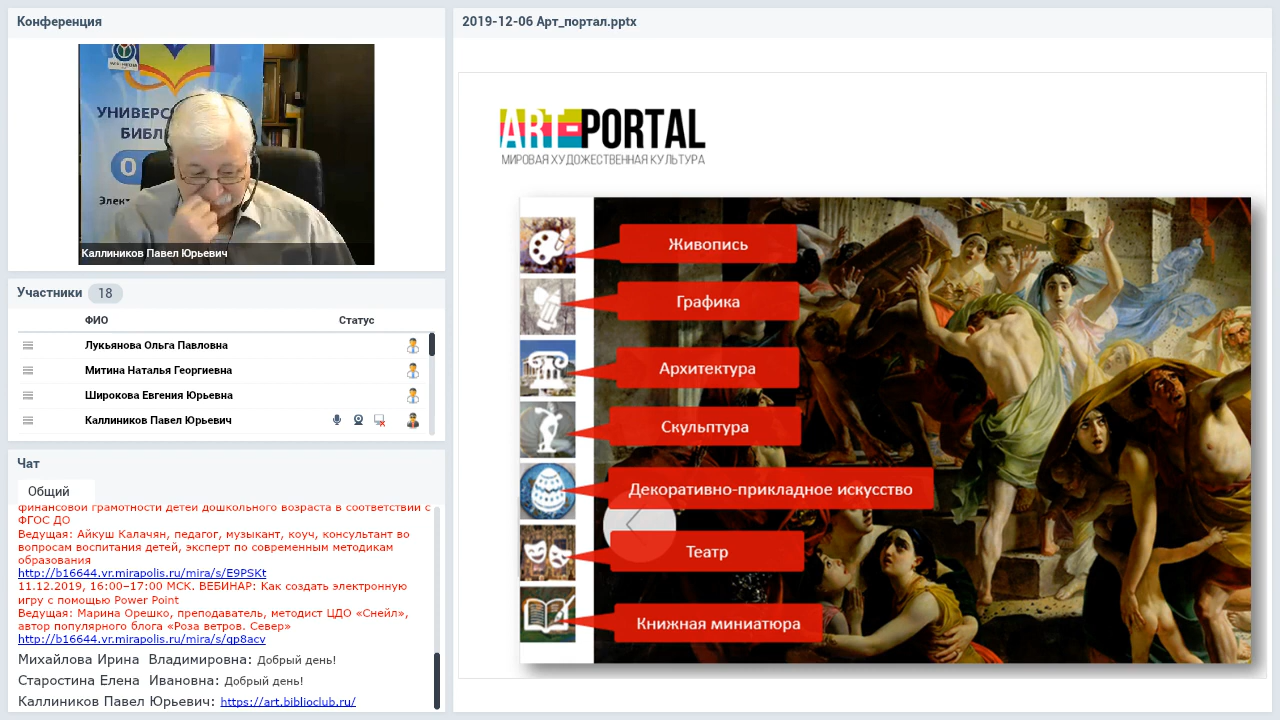 Конференция
УНИВЕРС
БИБЛИ
О
Элект
Каллиников Павел Юрьевич
Участники 18
ФИО Статус
Лукьянова Ольга Павловна
Митина Наталья Георгиевна
Широкова Евгения Юрьевна
Каллиников Павел Юрьевич
Чат
Общий
финансовой грамотности детей дошкольного возраста в соответствии с
ФГОС ДО
Ведущая: Айкуш Калачян, педагог, музыкант, коуч, консультант во
вопросам воспитания детей, эксперт по современным методикам
образования
http://b16644.vr.mirapolis.ru/mira/s/E9PSKt
11.12.2019, 16:00–17:00 МСК. ВЕБИНАР: Как создать электронную
игру с помощью Power Point
Ведущая: Марина Орешко, преподаватель, методист ЦДО «Снейл»,
автор популярного блога «Роза ветров. Север»
http://b16644.vr.mirapolis.ru/mira/s/qp8acv
Михайлова Ирина Владимировна: Добрый день!
Старостина Елена Ивановна: Добрый день!
Каллиников Павел Юрьевич: https://art.biblioclub.ru/
2019-12-06 Арт_портал.pptx
ART-PORTAL
МИРОВАЯ ХУДОЖЕСТВЕННАЯ КУЛЬТУРА
Живопись
Графика
Архитектура
Скульптура
Декоративно-прикладное искусство
Театр
Книжная миниатюра